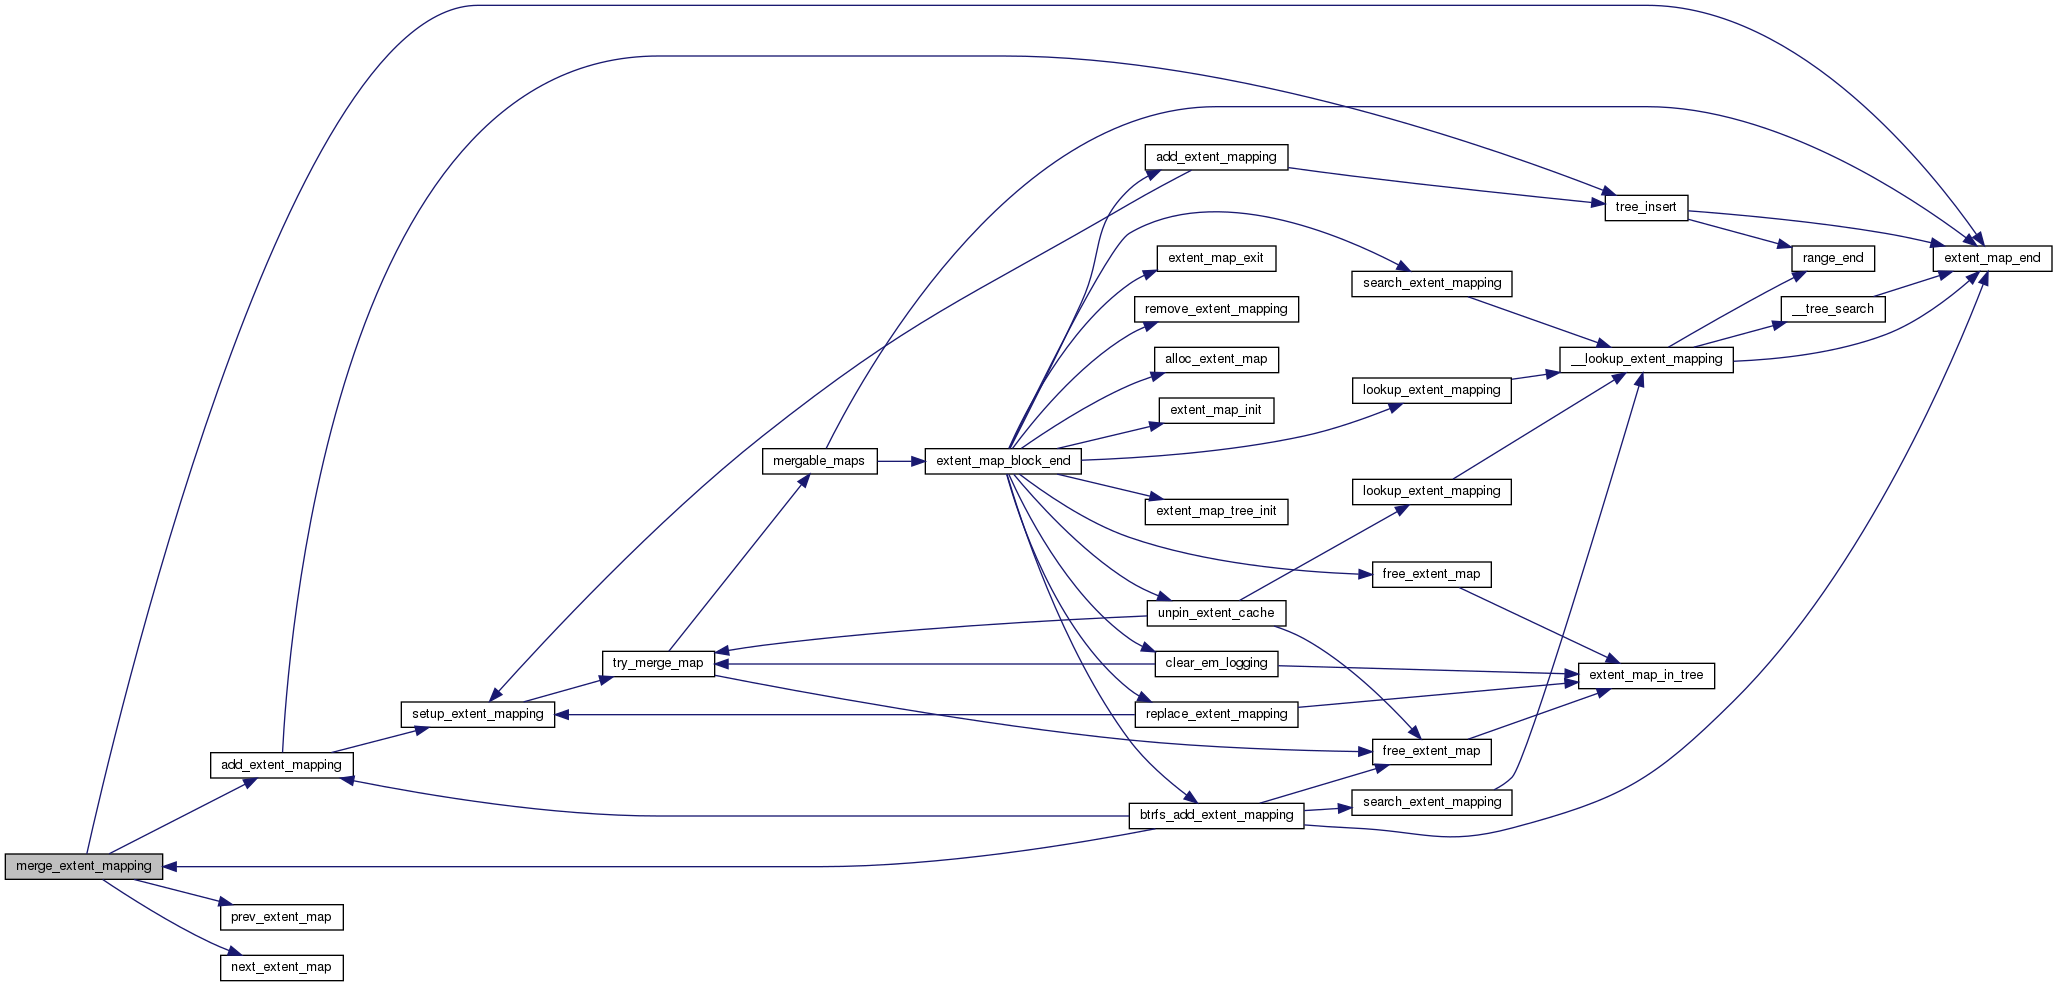 add_extent_mapping
tree_insert
extent_map_exit
range_end
extent_map_end
search_extent_mapping
remove_extent_mapping
__tree_search
alloc_extent_map
__lookup_extent_mapping
lookup_extent_mapping
extent_map_init
mergable_maps
extent_map_block_end
lookup_extent_mapping
extent_map_tree_init
free_extent_map
unpin_extent_cache
try_merge_map
clear_em_logging
extent_map_in_tree
setup_extent_mapping
replace_extent_mapping
free_extent_map
add_extent_mapping
search_extent_mapping
btrfs_add_extent_mapping
merge_extent_mapping
prev_extent_map
next_extent_map